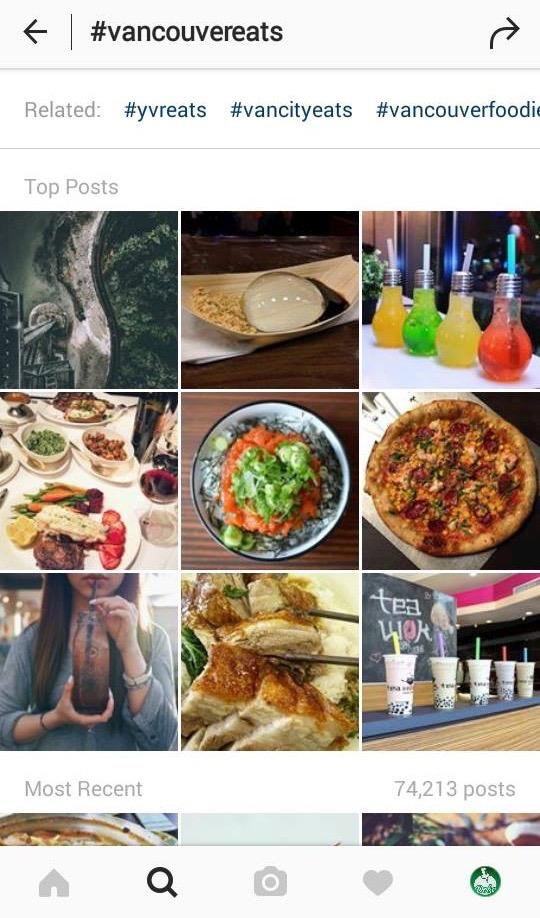 #vancouvereats
Related: #yvreats #vancityeats #vancouverfoodie
Top Posts
tea
wok
Most Recent 74,213 posts